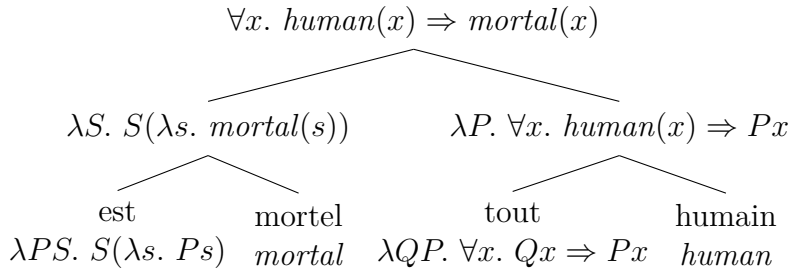 ∀x. human(x) ⇒ mortal(x)
λS. S(λs. mortal(s)) λP. ∀x. human(x) ⇒ Px
est mortel tout humain
λPS. S(λs. Ps) mortal λQP. ∀x. Qx ⇒ Px human